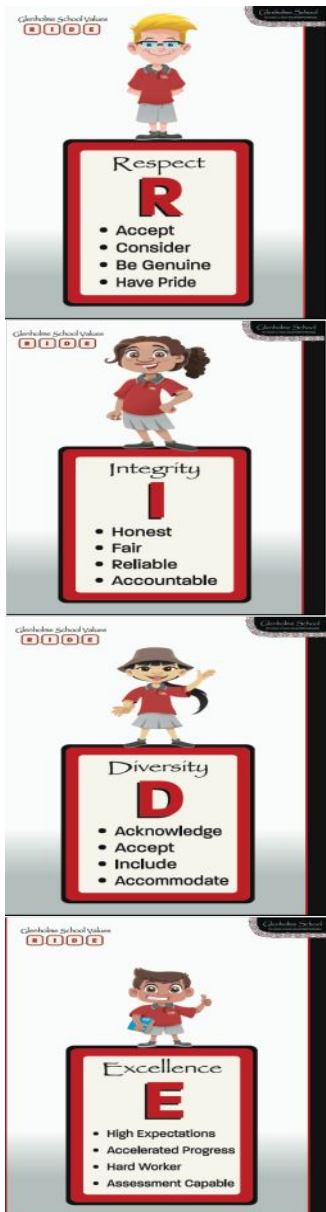 Glenholme School Values
R I D E
Glenholme School
Respect
R
• Accept
• Consider
• Be Genuine
• Have Pride
Glenholme School Values
R I D E
Glenholme School
Integrity
I
• Honest
• Fair
• Reliable
• Accountable
Glenholme School Values
R I D E
Glenholme School
Diversity
D
• Acknowledge
• Accept
• Include
• Accommodate
Glenholme School Values
R I D E
Glenholme School
Excellence
E
• High Expectations
• Accelerated Progress
• Hard Worker
• Assessment Capable